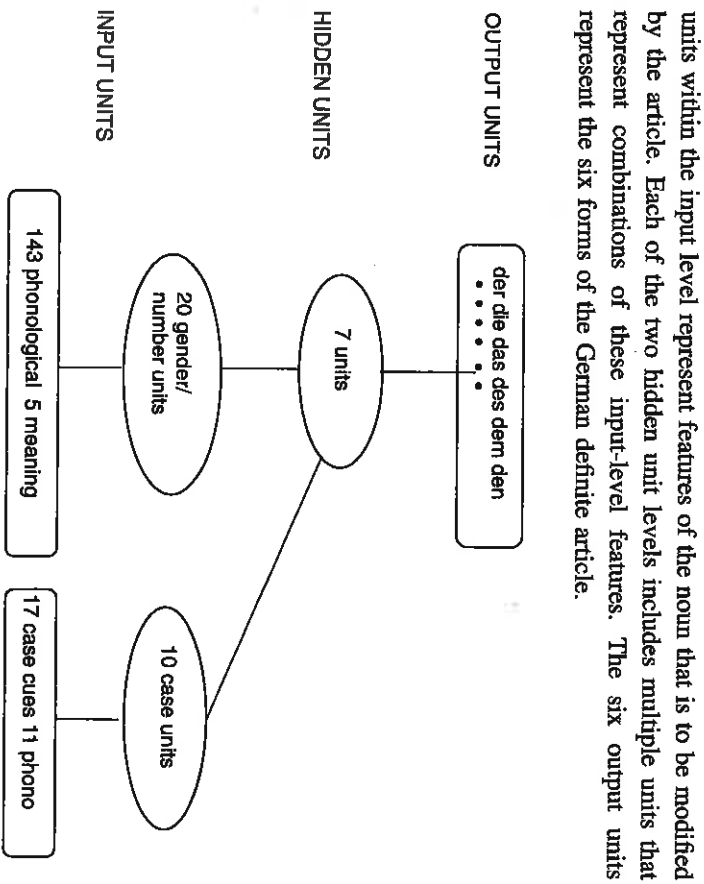 units within the input level represent features of the noun that is to be modified
by the article. Each of the two hidden unit levels includes multiple units that
represent combinations of these input-level features. The six output units
represent the six forms of the German definite article.
OUTPUT UNITS
der die das des dem den
HIDDEN UNITS
7 units
20 gender/
number units
10 case units
INPUT UNITS
143 phonological 5 meaning
17 case cues 11 phono